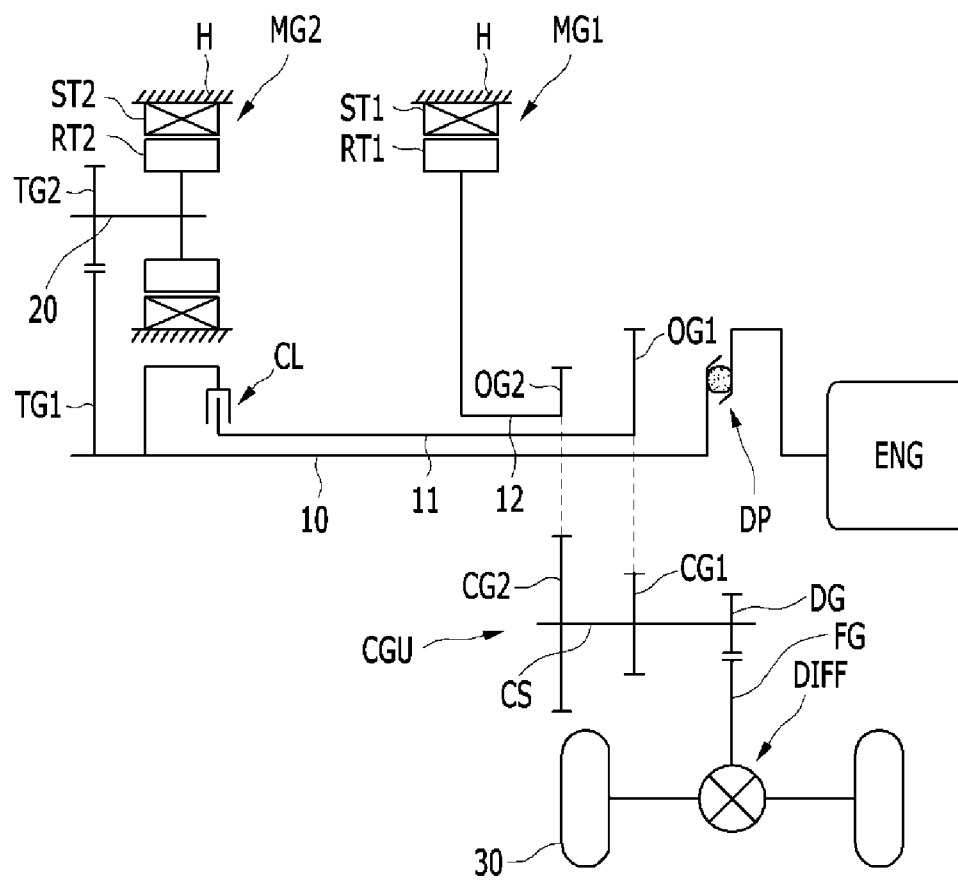 H
MG2
H
MG1
ST2
ST1
RT2
RT1
TG2
20
CL
OG1
OG2
TG1
ENG
11
12
10
DP
CG2
CG1
DG
CGU
FG
CS
DIFF
30